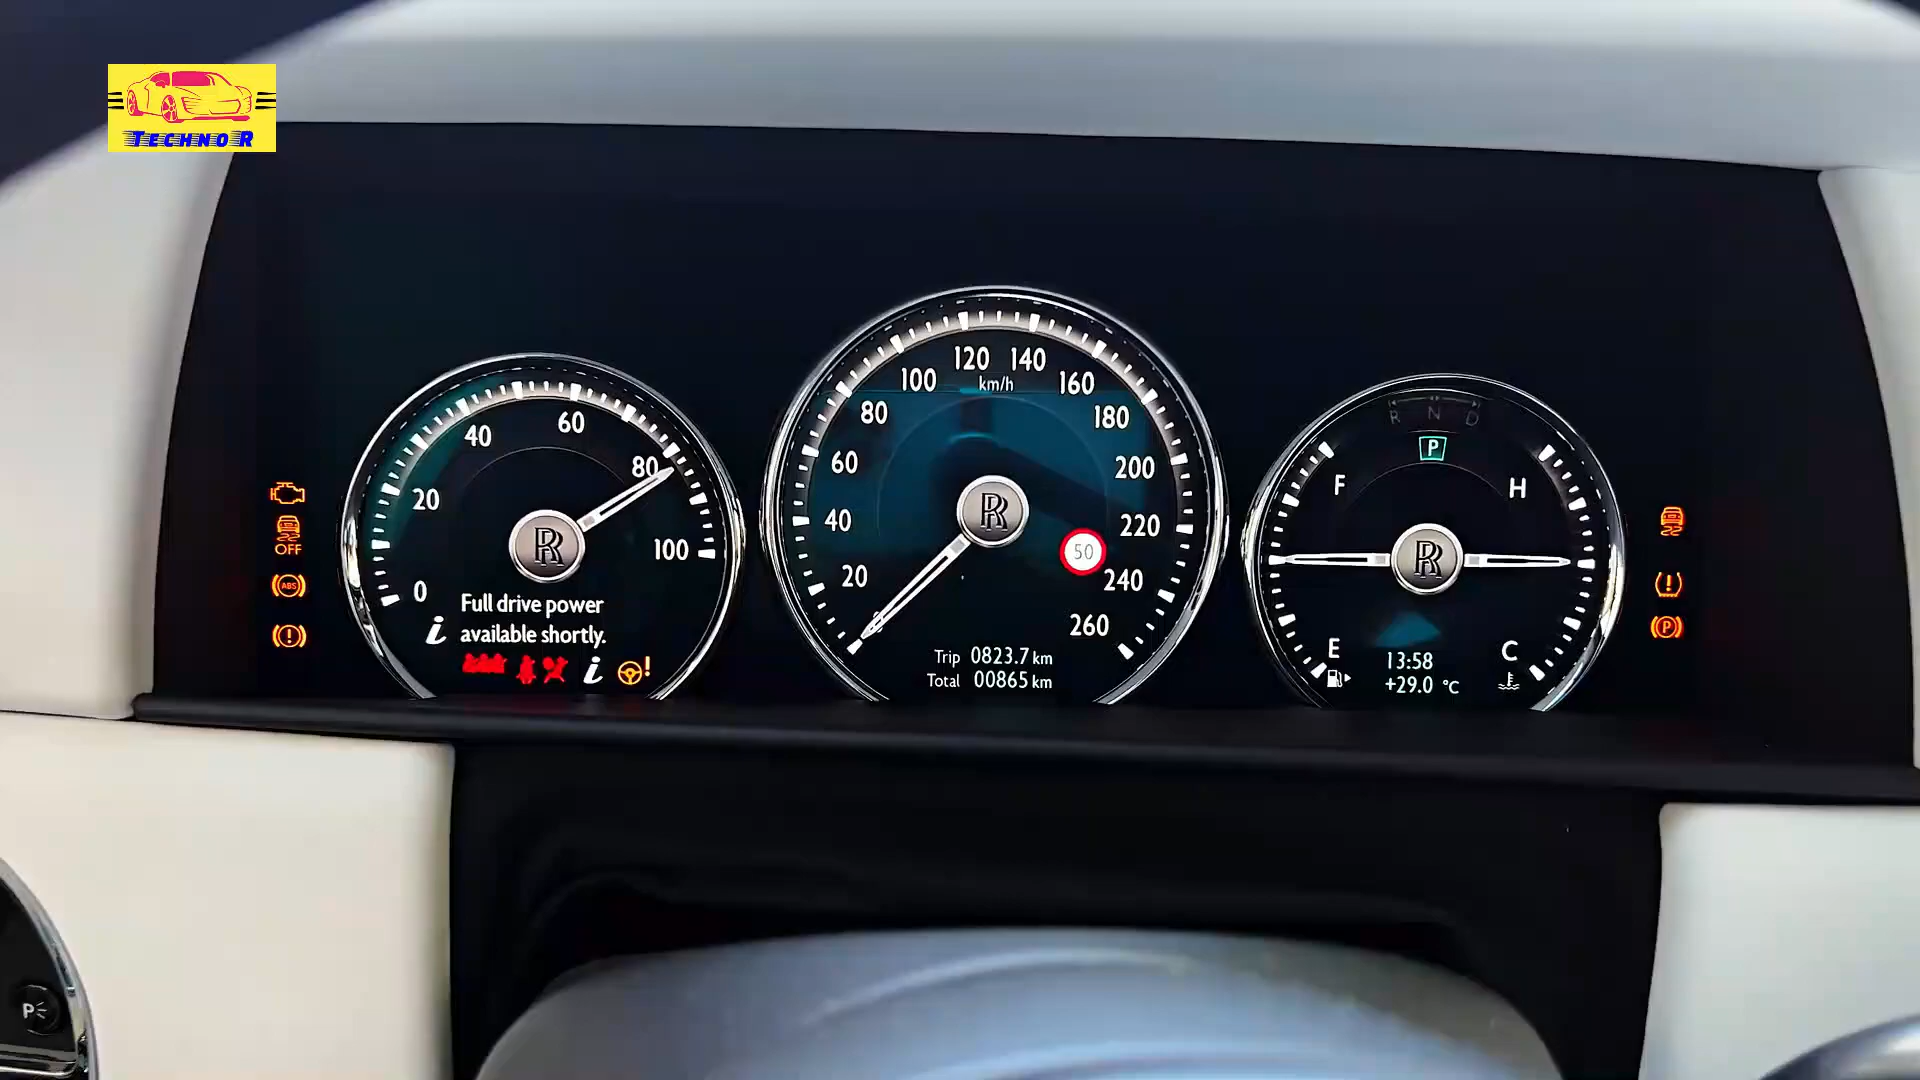 TECHNO R
0
20
40
60
80
100
Full drive power
available shortly.
i
OFF
ABS
i
20
40
60
80
100
120
140
160
180
200
220
240
260
km/h
50
Trip 0823.7 km
Total 00865 km
R N D
P
F
H
E
C
13:58
+29.0 °C
P
P
R
R
R